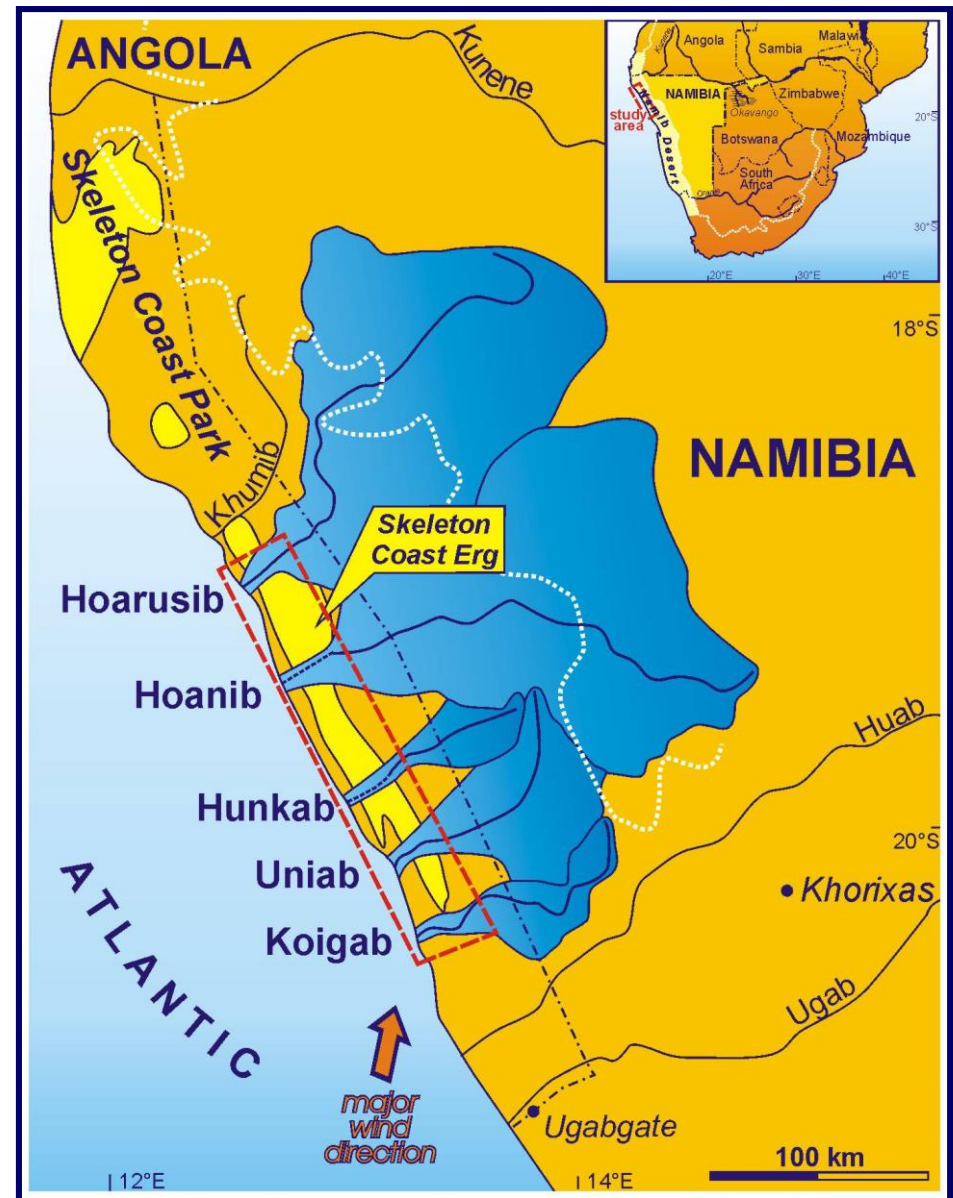 ANGOLA
Kunene
Skeleton Coast Park
Khumib
Skeleton
Coast Erg
NAMIBIA
Hoarusib
Hoanib
Hunkab
Uniab
Koigab
Huab
Khorixas
Ugab
Ugabgate
ATLANTIC
major
wind
direction
18°S
20°S
12°E
14°E
100 km
Angola
Sambia
Malawi
Kunene
NAMIBIA
Zimbabwe
Okavango
study
area
Namib Desert
Botswana
Mozambique
South
Africa
Oranje
20°S
30°S
20°E
30°E
40°E